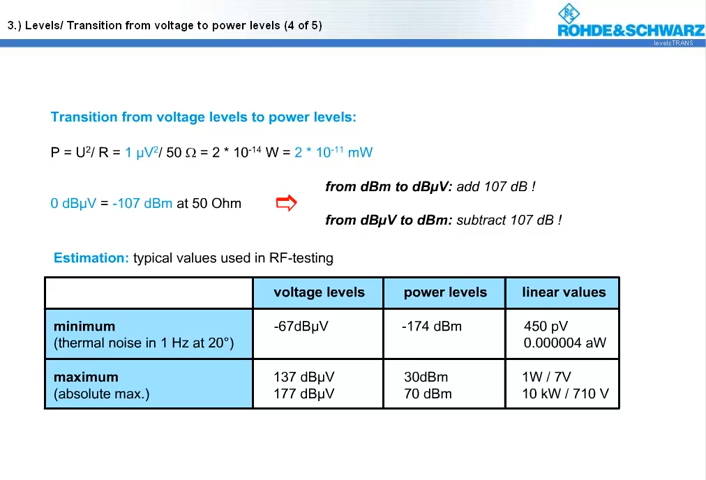 3.) Levels/ Transition from voltage to power levels (4 of 5)
ROHDE&SCHWARZ
levelsTRANS
Transition from voltage levels to power levels:
P = U²/ R = 1 µV²/ 50 Ω = 2 * 10⁻¹⁴ W = 2 * 10⁻¹¹ mW
from dBm to dBµV: add 107 dB !
0 dBµV = -107 dBm at 50 Ohm
from dBµV to dBm: subtract 107 dB !
Estimation: typical values used in RF-testing
voltage levels power levels linear values
minimum -67dBµV -174 dBm 450 pV
(thermal noise in 1 Hz at 20°) 0.000004 aW
maximum 137 dBµV 30dBm 1W / 7V
(absolute max.) 177 dBµV 70 dBm 10 kW / 710 V